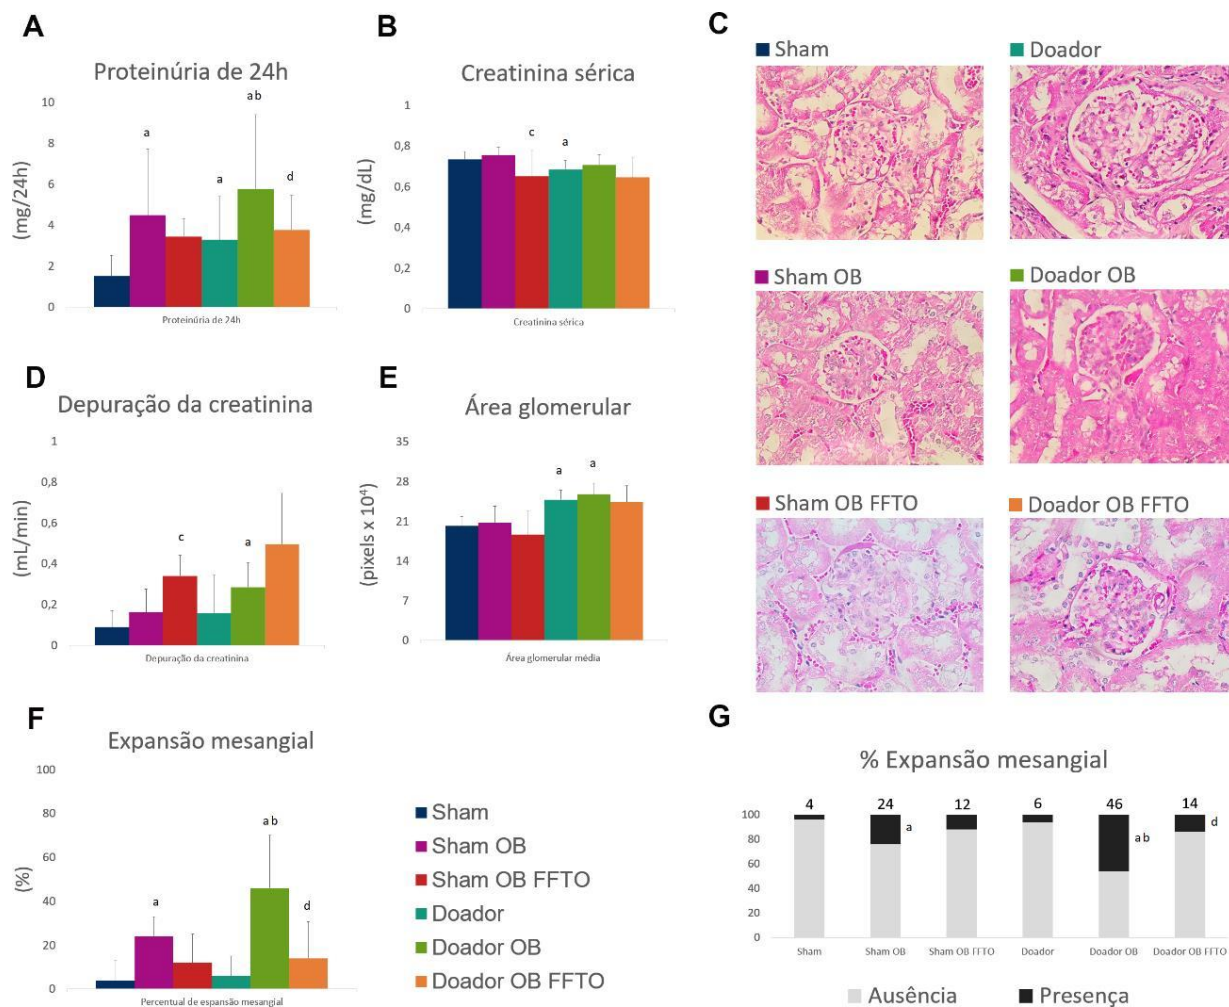 A
Proteinúria de 24h
10
8
6
4
2
0
(mg/24h)
a
a
a b
d
Proteinúria de 24h
B
Creatinina sérica
1
0,8
0,6
0,4
0,2
0
(mg/dL)
c
a
Creatinina sérica
C
Sham
Doador
Sham OB
Doador OB
Sham OB FFTO
Doador OB FFTO
D
Depuração da creatinina
1
0,8
0,6
0,4
0,2
0
(mL/min)
c
a
Depuração da creatinina
E
Área glomerular
35
28
21
14
7
0
(pixels x 10⁴)
a
a
Área glomerular média
F
Expansão mesangial
100
80
60
40
20
0
(%)
a
a b
d
Percentual de espansão mesangial
Sham
Sham OB
Sham OB FFTO
Doador
Doador OB
Doador OB FFTO
G
% Expansão mesangial
4 24 12 6 46 14
100
80
60
40
20
0
a
a b
d
Sham Sham OB Sham OB FFTO Doador Doador OB Doador OB FFTO
Ausência Presença